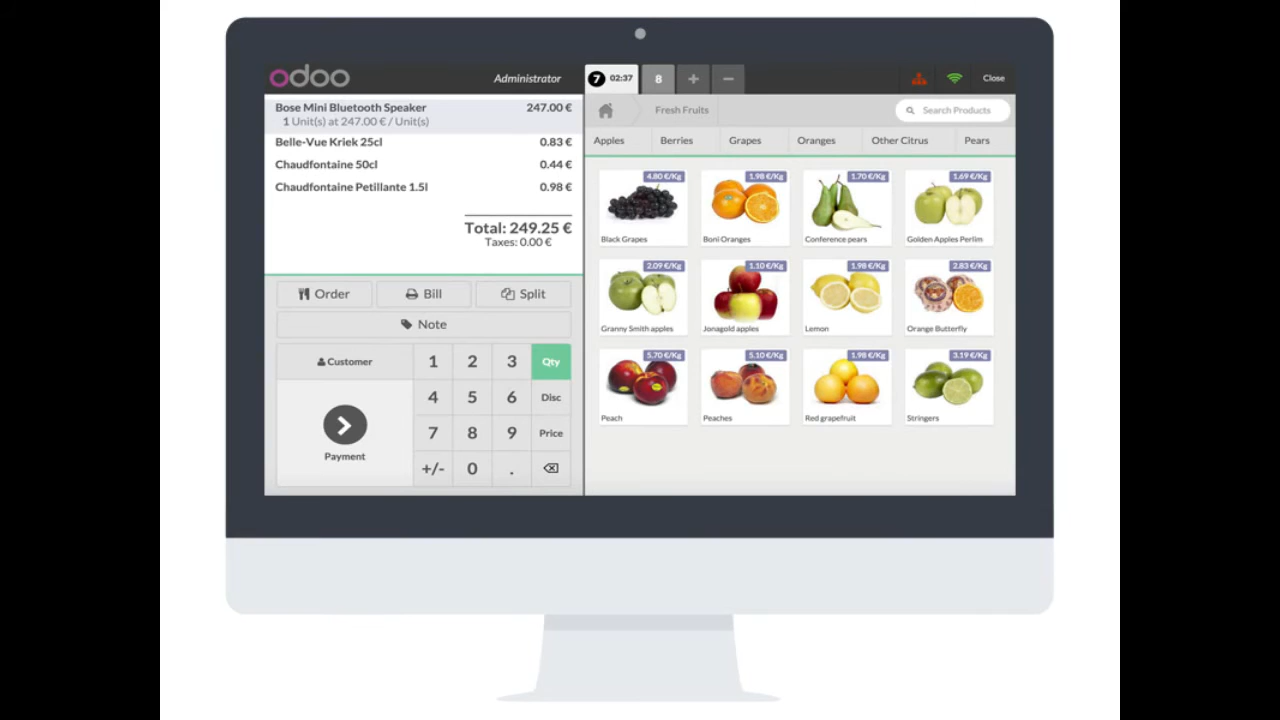 odoo
Administrator
7 02:37
8
+
−
Close
Bose Mini Bluetooth Speaker 247.00 €
1 Unit(s) at 247.00 € / Unit(s)
Belle-Vue Kriek 25cl 0.83 €
Chaudfontaine 50cl 0.44 €
Chaudfontaine Petillante 1.5l 0.98 €
Total: 249.25 €
Taxes: 0.00 €
Order
Bill
Split
Note
Customer
Payment
1 2 3 Qty
4 5 6 Disc
7 8 9 Price
+/- 0 .
Fresh Fruits
Search Products
Apples Berries Grapes Oranges Other Citrus Pears
4.80 €/Kg
Black Grapes
1.98 €/Kg
Boni Oranges
1.70 €/Kg
Conference pears
1.69 €/Kg
Golden Apples Perlim
2.09 €/Kg
Granny Smith apples
1.10 €/Kg
Jonagold apples
1.98 €/Kg
Lemon
2.83 €/Kg
Orange Butterfly
5.70 €/Kg
Peach
5.10 €/Kg
Peaches
1.98 €/Kg
Red grapefruit
3.19 €/Kg
Stringers